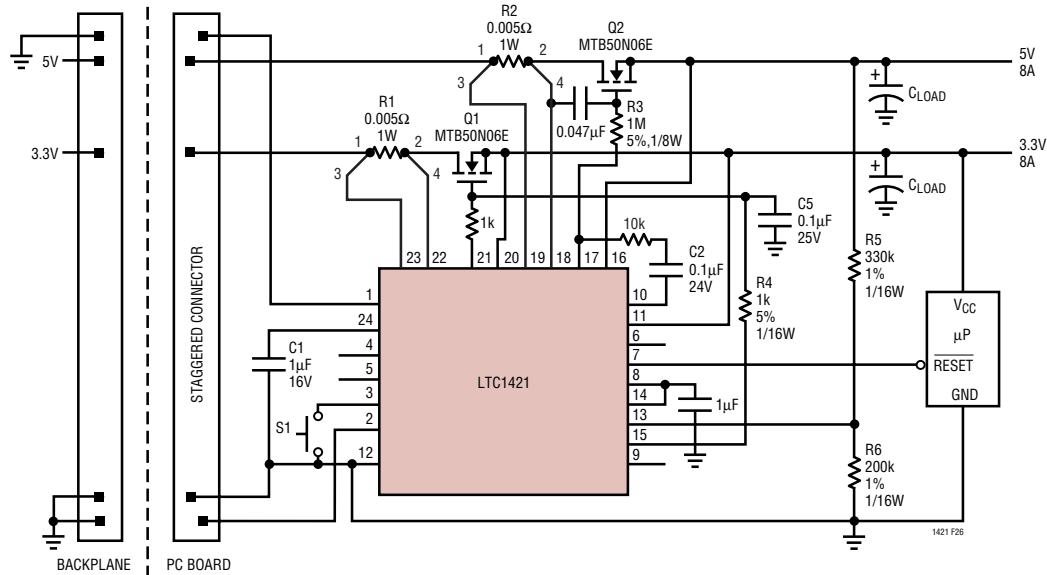 R2
0.005Ω
1W
1
2
3
4
Q2
MTB50N06E
5V
8A
+
CLOAD
5V
R1
0.005Ω
1W
1
2
3
4
Q1
MTB50N06E
0.047µF
R3
1M
5%,1/8W
3.3V
8A
+
CLOAD
3.3V
STAGGERED CONNECTOR
1k
10k
C2
0.1µF
24V
C5
0.1µF
25V
R4
1k
5%
1/16W
R5
330k
1%
1/16W
23
22
21
20
19
18
17
16
1
24
4
5
3
2
12
LTC1421
10
11
6
7
8
14
13
15
9
C1
1µF
16V
S1
1µF
VCC
µP
RESET
GND
R6
200k
1%
1/16W
1421 F26
BACKPLANE
PC BOARD